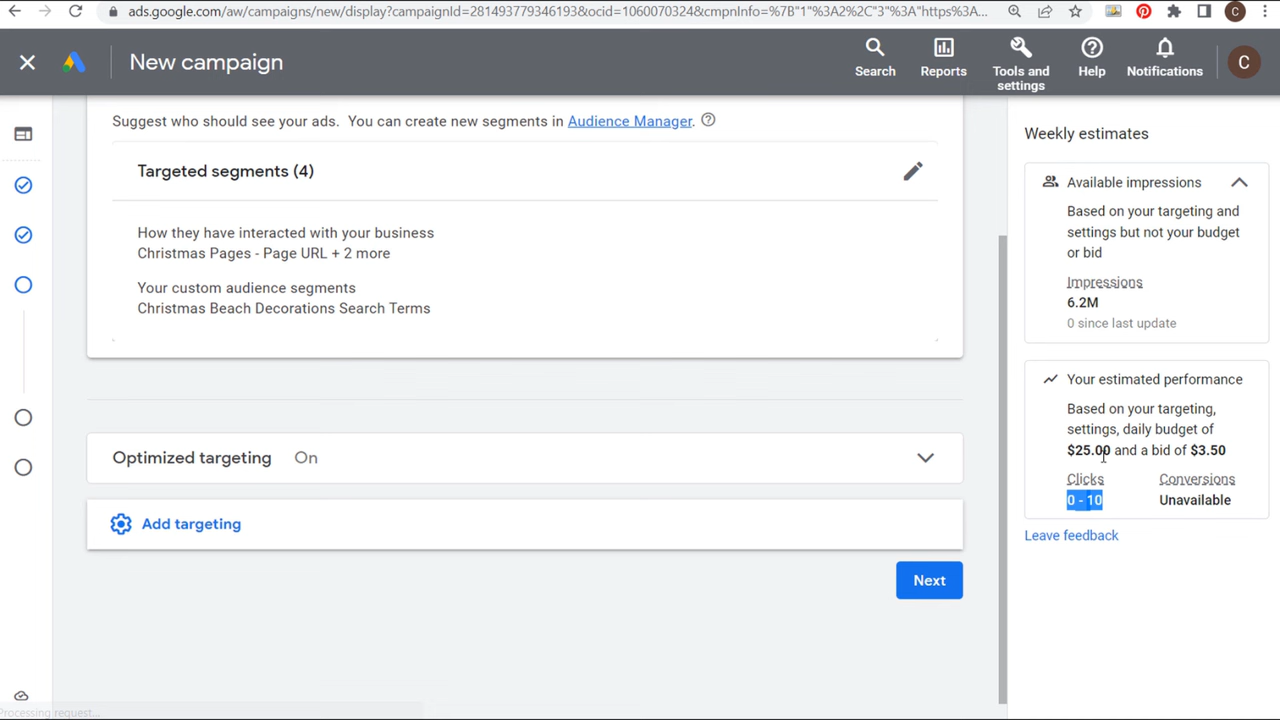 ads.google.com/aw/campaigns/new/display?campaignId=281493779346193&ocid=1060070324&cmpnInfo=%7B"1"%3A2%2C"3"%3A"https%3A...
C
New campaign
Search
Reports
Tools and
settings
Help
Notifications
C
Suggest who should see your ads. You can create new segments in Audience Manager.
Targeted segments (4)
How they have interacted with your business
Christmas Pages - Page URL + 2 more
Your custom audience segments
Christmas Beach Decorations Search Terms
Optimized targeting On
Add targeting
Next
Weekly estimates
Available impressions
Based on your targeting and
settings but not your budget
or bid
Impressions
6.2M
0 since last update
Your estimated performance
Based on your targeting,
settings, daily budget of
$25.00 and a bid of $3.50
Clicks Conversions
0 - 10 Unavailable
Leave feedback
Processing request...